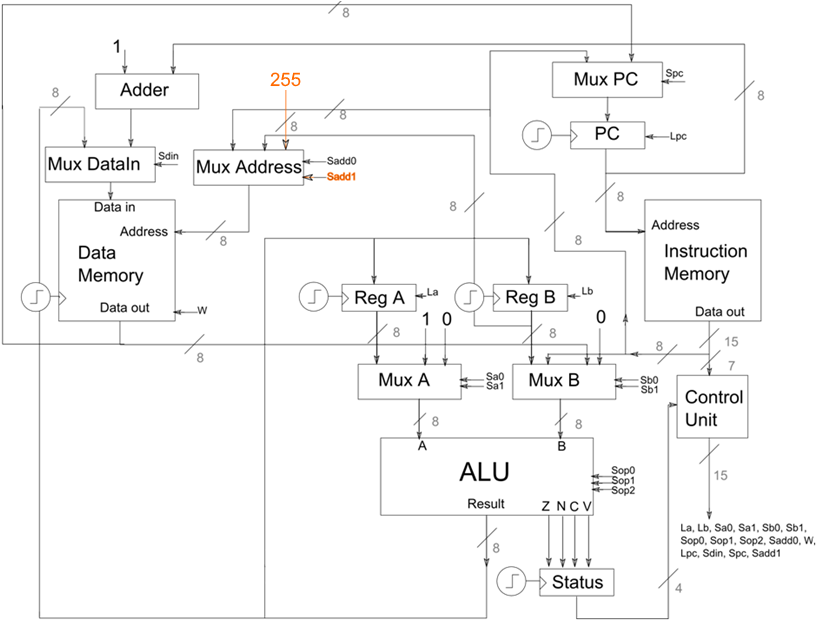 8
1
8
Adder
255
8
8
Mux PC
Spc
8
PC
Lpc
Mux DataIn
Sdin
Mux Address
Sadd0
Sadd1
8
8
8
Data in
Address
8
Data
Memory
Data out
W
8
Address
Instruction
Memory
Data out
15
7
8
Reg A
La
Reg B
Lb
8
1 0
8
0
Mux A
Sa0
Sa1
Mux B
Sb0
Sb1
Control
Unit
8
8
4
15
A
B
ALU
Sop0
Sop1
Sop2
Result
Z N C V
8
Status
La, Lb, Sa0, Sa1, Sb0, Sb1,
Sop0, Sop1, Sop2, Sadd0, W,
Lpc, Sdin, Spc, Sadd1